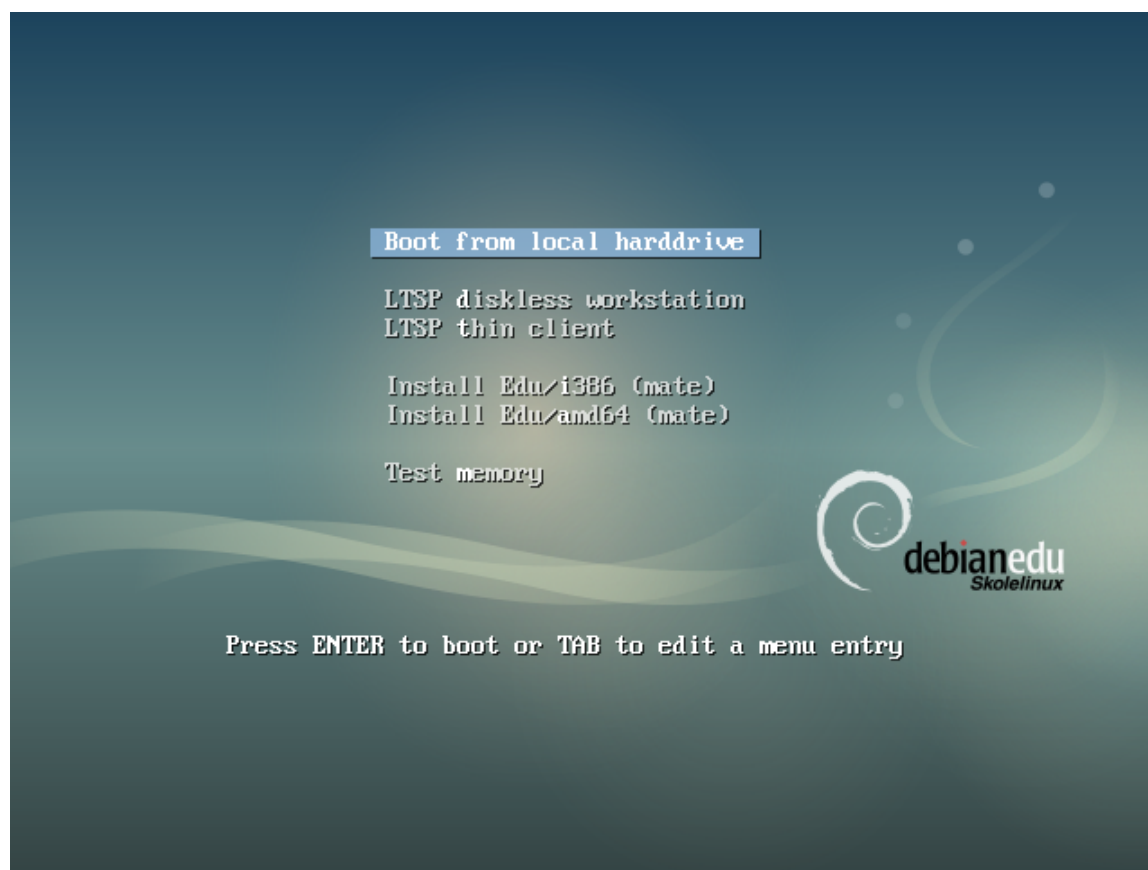 Boot from local harddrive
LTSP diskless workstation
LTSP thin client
Install Edu/i386 (mate)
Install Edu/amd64 (mate)
Test memory
debianedu
Skolelinux
Press ENTER to boot or TAB to edit a menu entry